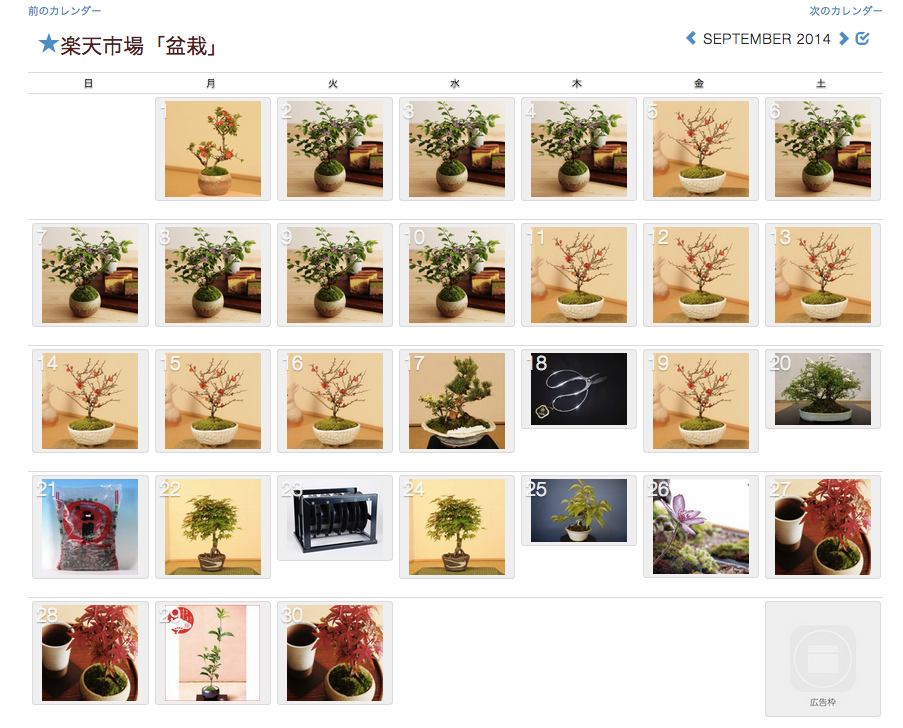 前のカレンダー
次のカレンダー
★楽天市場「盆栽」
SEPTEMBER 2014
日 月 火 水 木 金 土
1 2 3 4 5 6
7 8 9 10 11 12 13
14 15 16 17 18 19 20
21 22 23 24 25 26 27
28 29 30
広告枠